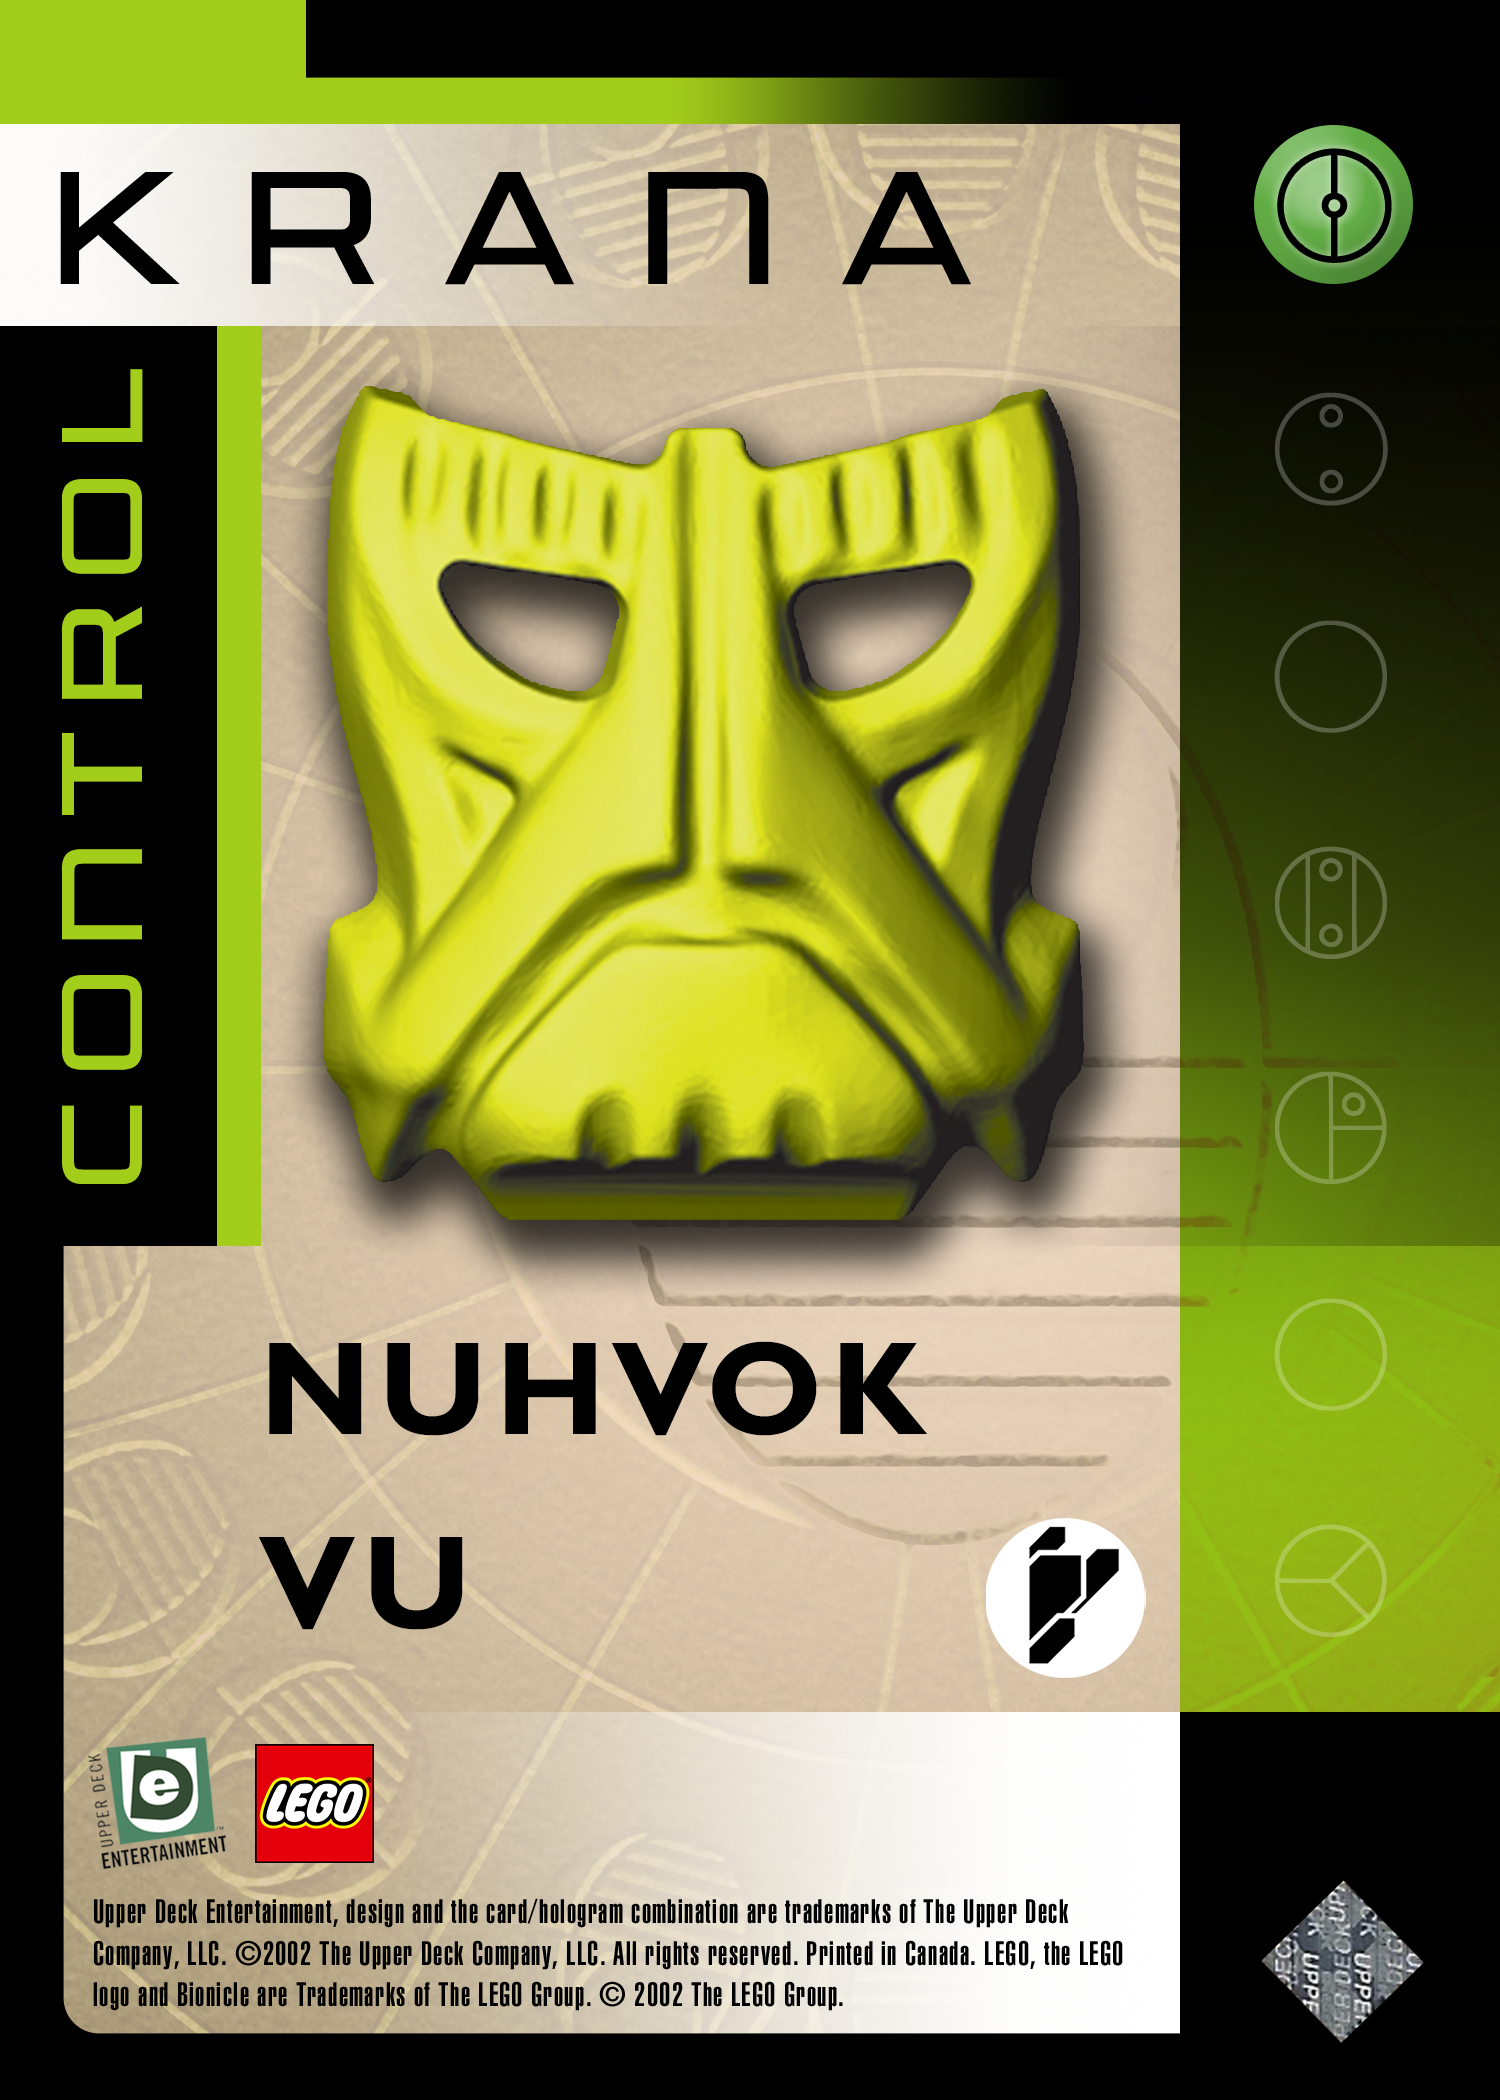 KRANA
CONTROL
NUHVOK
VU
UPPER DECK
UDe
ENTERTAINMENT
™
LEGO
Upper Deck Entertainment, design and the card/hologram combination are trademarks of The Upper Deck
Company, LLC. ©2002 The Upper Deck Company, LLC. All rights reserved. Printed in Canada. LEGO, the LEGO
logo and Bionicle are Trademarks of The LEGO Group. © 2002 The LEGO Group.